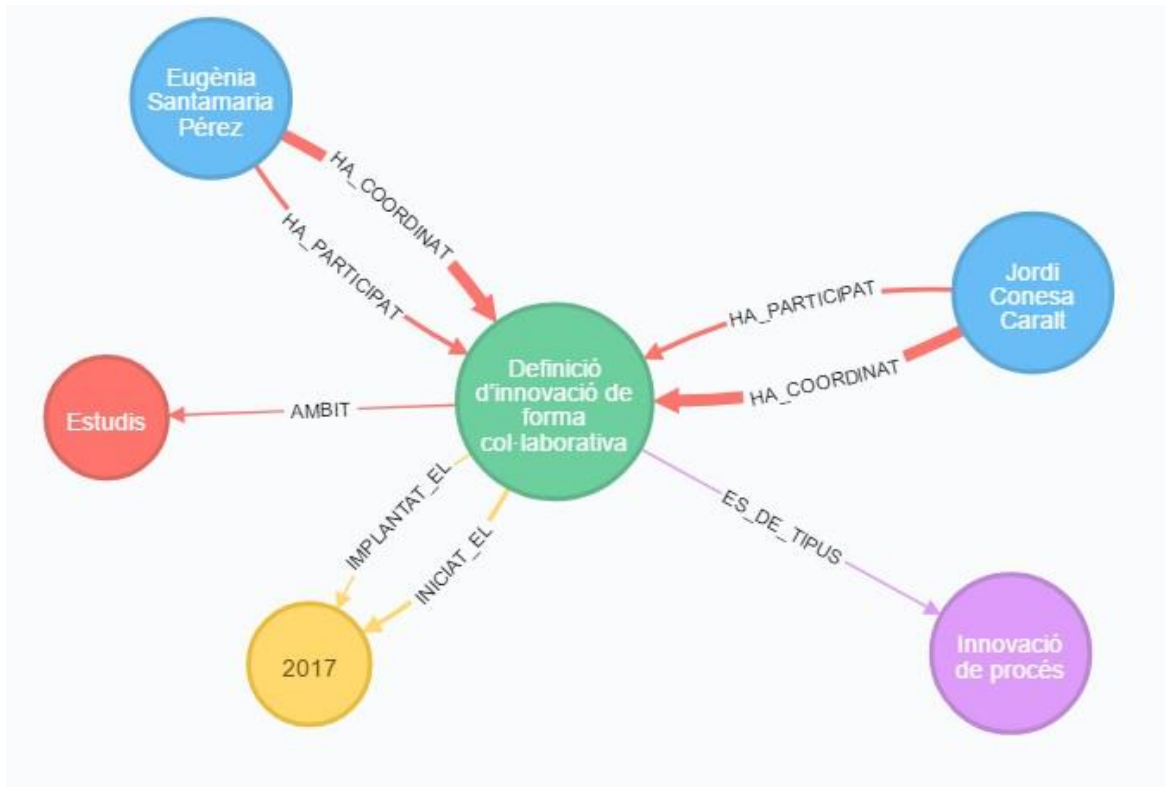 Eugènia
Santamaria
Pérez
HA_COORDINAT
HA_PARTICIPAT
Jordi
Conesa
Caralt
HA_PARTICIPAT
HA_COORDINAT
Definició
d'innovació de
forma
col·laborativa
Estudis
AMBIT
IMPLANTAT_EL
INICIAT_EL
ES_DE_TIPUS
2017
Innovació
de procés